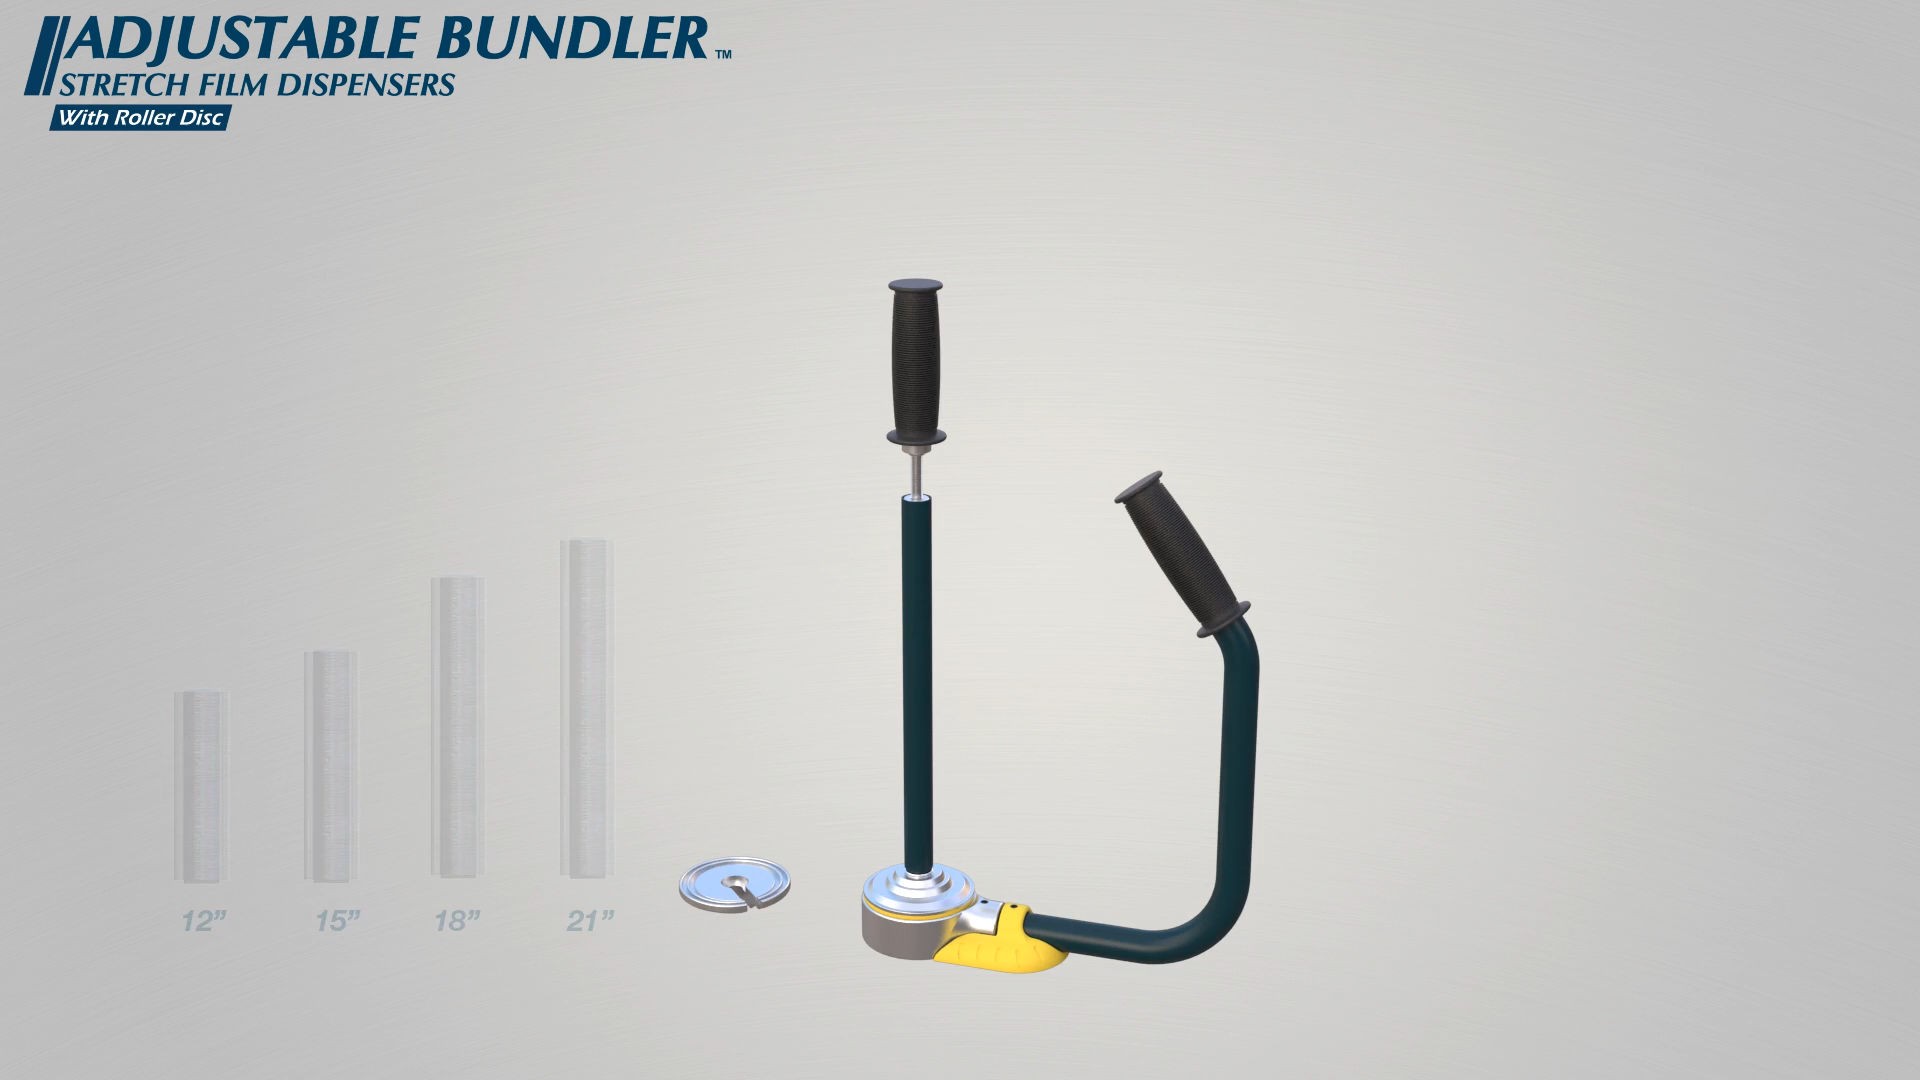 ADJUSTABLE BUNDLER™
STRETCH FILM DISPENSERS
With Roller Disc
12” 15” 18” 21”